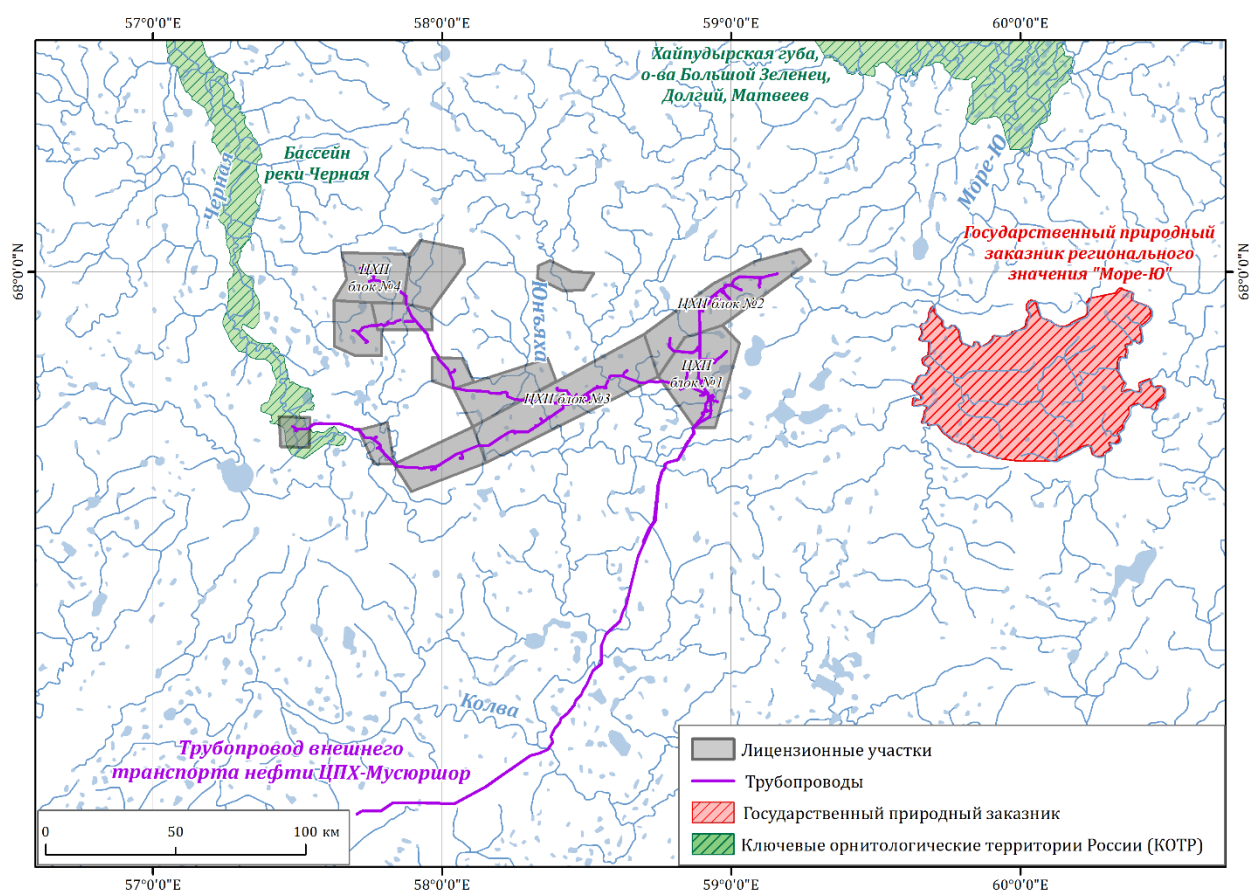 57°0'0"E
58°0'0"E
59°0'0"E
60°0'0"E
Хайпудырская губа,
о-ва Большой Зеленец,
Долгий, Матвеев
Бассейн
реки Черная
Черная
Море-Ю
Государственный природный
заказник регионального
значения "Море-Ю"
68°0'0"N
68°0'0"N
ЦХП
блок №4
Юнъяха
ЦХП блок №2
ЦХП
блок №1
ЦХП блок №3
Колва
Трубопровод внешнего
транспорта нефти ЦПХ-Мусюршор
Лицензионные участки
Трубопроводы
Государственный природный заказник
Ключевые орнитологические территории России (КОТР)
0 50 100 км
57°0'0"E
58°0'0"E
59°0'0"E
60°0'0"E